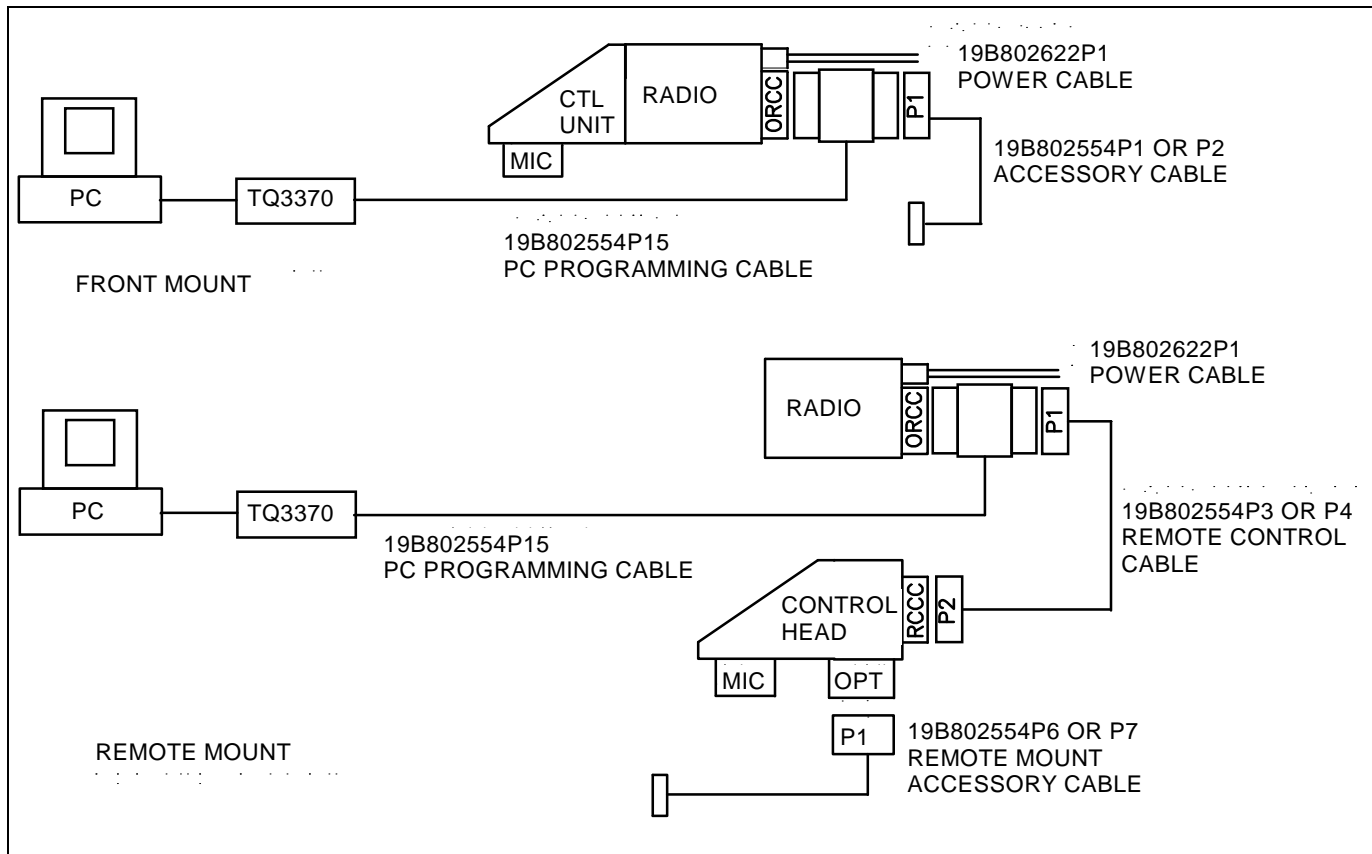 19B802622P1
POWER CABLE
CTL
UNIT
RADIO
ORCC
P1
MIC
19B802554P1 OR P2
ACCESSORY CABLE
PC
TQ3370
19B802554P15
PC PROGRAMMING CABLE
FRONT MOUNT
19B802622P1
POWER CABLE
RADIO
ORCC
P1
PC
TQ3370
19B802554P15
PC PROGRAMMING CABLE
19B802554P3 OR P4
REMOTE CONTROL
CABLE
CONTROL
HEAD
RCCC
P2
MIC
OPT
P1
19B802554P6 OR P7
REMOTE MOUNT
ACCESSORY CABLE
REMOTE MOUNT